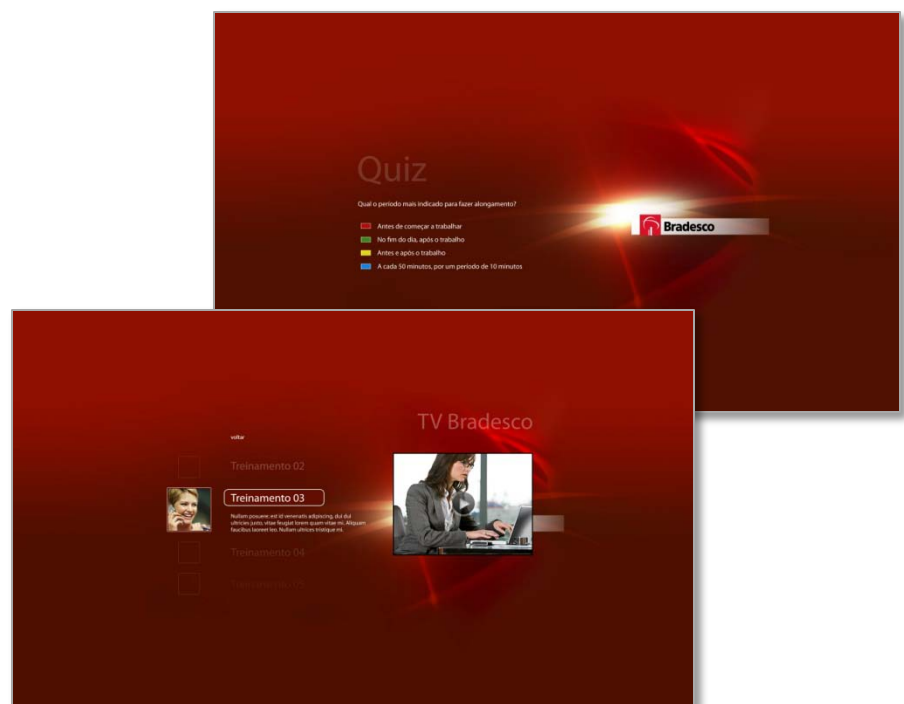 Quiz
Qual o período mais indicado para fazer alongamento?
Antes de começar a trabalhar
No fim do dia, após o trabalho
Antes e após o trabalho
A cada 50 minutos, por um período de 10 minutos
Bradesco
TV Bradesco
voltar
Treinamento 02
Treinamento 03
Nullam posuere est id venenatis adipiscing, dui dui
ultricies justo, vitae feugiat lorem quam vitae mi. Aliquam
faucibus laoreet leo. Nullam ultrices tristique mi.
Treinamento 04
Treinamento 05